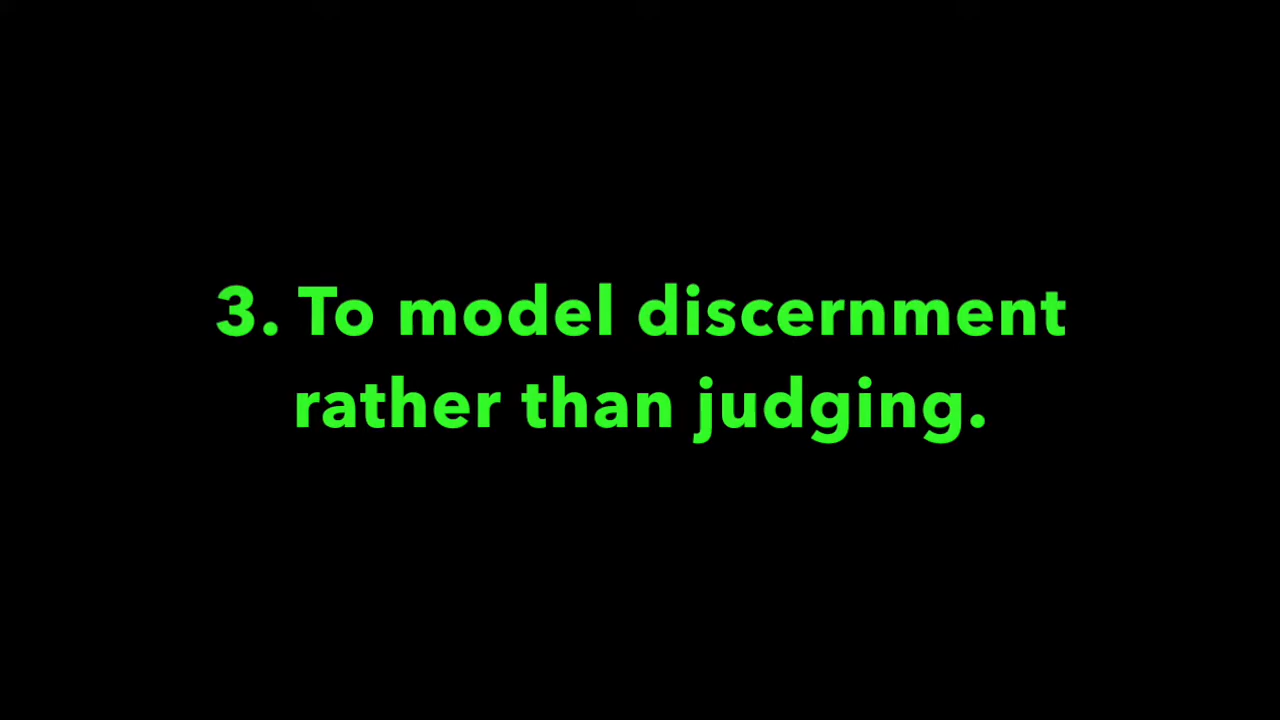 3. To model discernment
rather than judging.